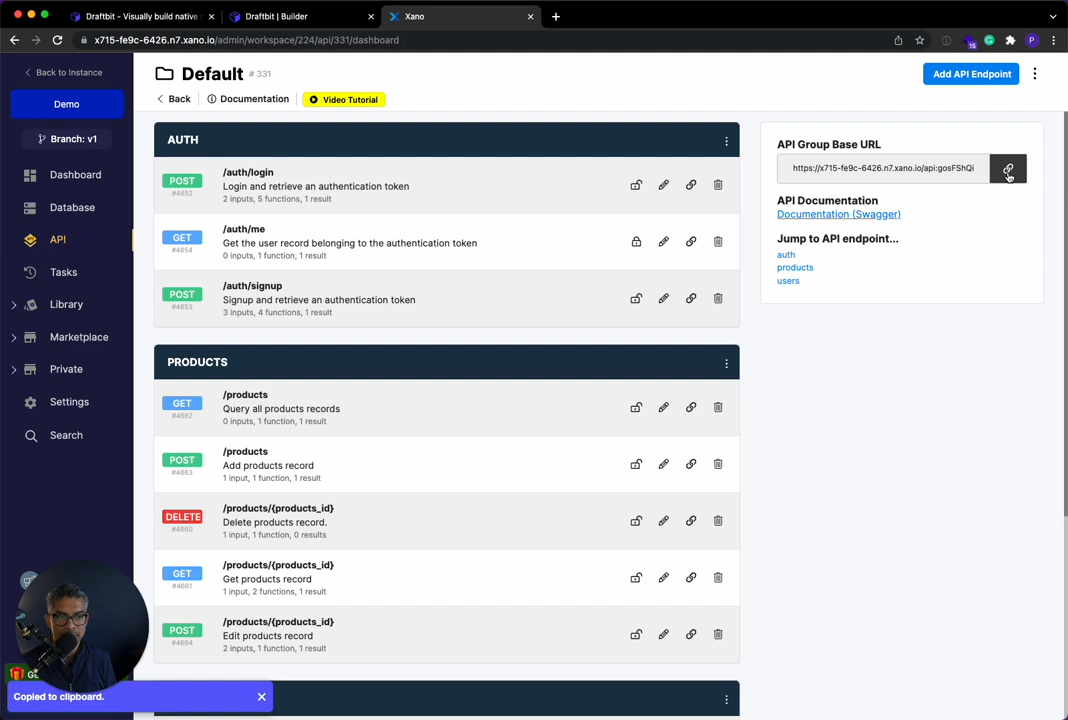 Draftbit - Visually build native
Draftbit | Builder
Xano
x715-fe9c-6426.n7.xano.io/admin/workspace/224/api/331/dashboard
15
P
Back to Instance
Demo
Branch: v1
Dashboard
Database
API
Tasks
Library
Marketplace
Private
Settings
Search
Copied to clipboard.
Default # 331
Back
Documentation
Video Tutorial
Add API Endpoint
AUTH
POST
#4652
/auth/login
Login and retrieve an authentication token
2 inputs, 5 functions, 1 result
GET
#4654
/auth/me
Get the user record belonging to the authentication token
0 inputs, 1 function, 1 result
POST
#4653
/auth/signup
Signup and retrieve an authentication token
3 inputs, 4 functions, 1 result
PRODUCTS
GET
#4662
/products
Query all products records
0 inputs, 1 function, 1 result
POST
#4663
/products
Add products record
1 input, 1 function, 1 result
DELETE
#4660
/products/{products_id}
Delete products record.
1 input, 1 function, 0 results
GET
#4661
/products/{products_id}
Get products record
1 input, 2 functions, 1 result
POST
#4664
/products/{products_id}
Edit products record
2 inputs, 1 function, 1 result
API Group Base URL
https://x715-fe9c-6426.n7.xano.io/api:gosFShQi
API Documentation
Documentation (Swagger)
Jump to API endpoint...
auth
products
users